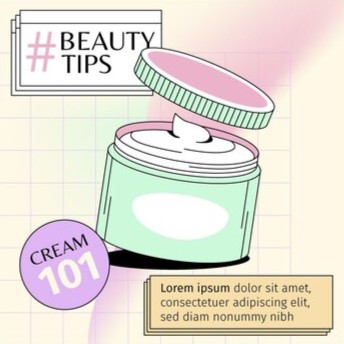 # BEAUTY
TIPS
CREAM
101
Lorem ipsum dolor sit amet,
consectetuer adipiscing elit,
sed diam nonummy nibh